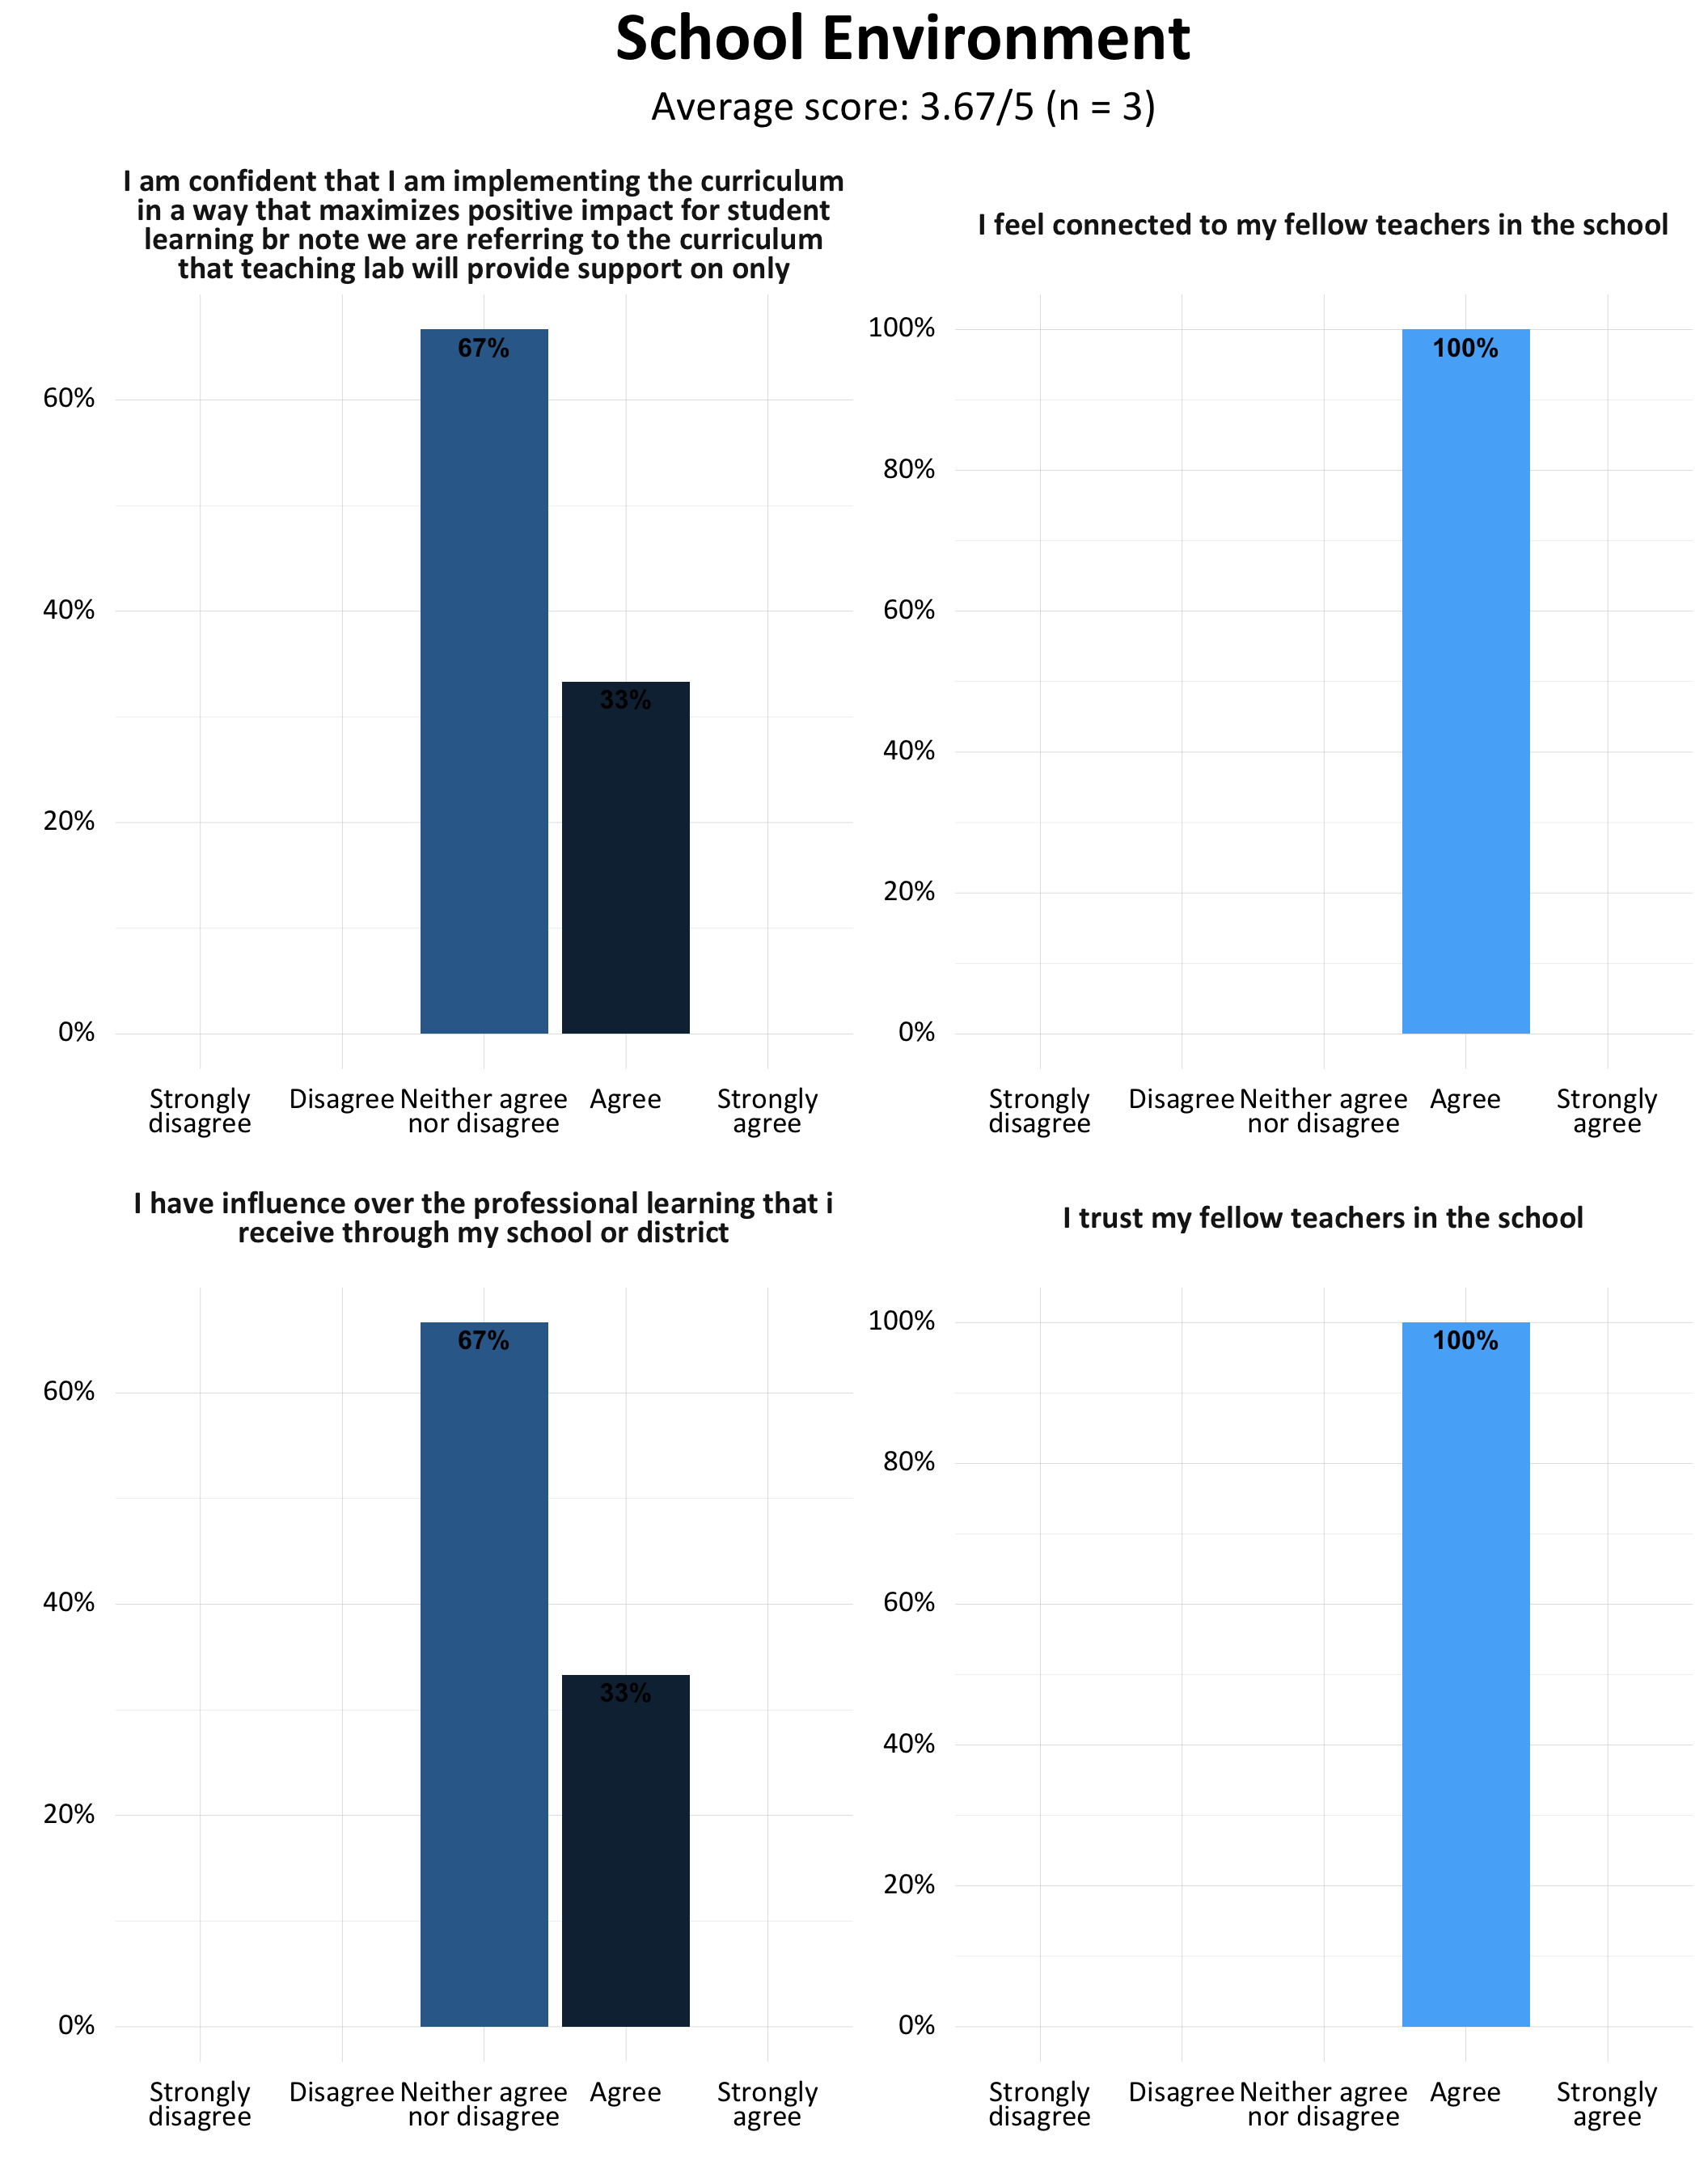 School Environment
Average score: 3.67/5 (n = 3)
I am confident that I am implementing the curriculum
in a way that maximizes positive impact for student
learning br note we are referring to the curriculum
that teaching lab will provide support on only
67%
33%
60%
40%
20%
0%
Strongly disagree
Disagree
Neither agree nor disagree
Agree
Strongly agree
I feel connected to my fellow teachers in the school
100%
100%
80%
60%
40%
20%
0%
Strongly disagree
Disagree
Neither agree nor disagree
Agree
Strongly agree
I have influence over the professional learning that i
receive through my school or district
67%
33%
60%
40%
20%
0%
Strongly disagree
Disagree
Neither agree nor disagree
Agree
Strongly agree
I trust my fellow teachers in the school
100%
100%
80%
60%
40%
20%
0%
Strongly disagree
Disagree
Neither agree nor disagree
Agree
Strongly agree